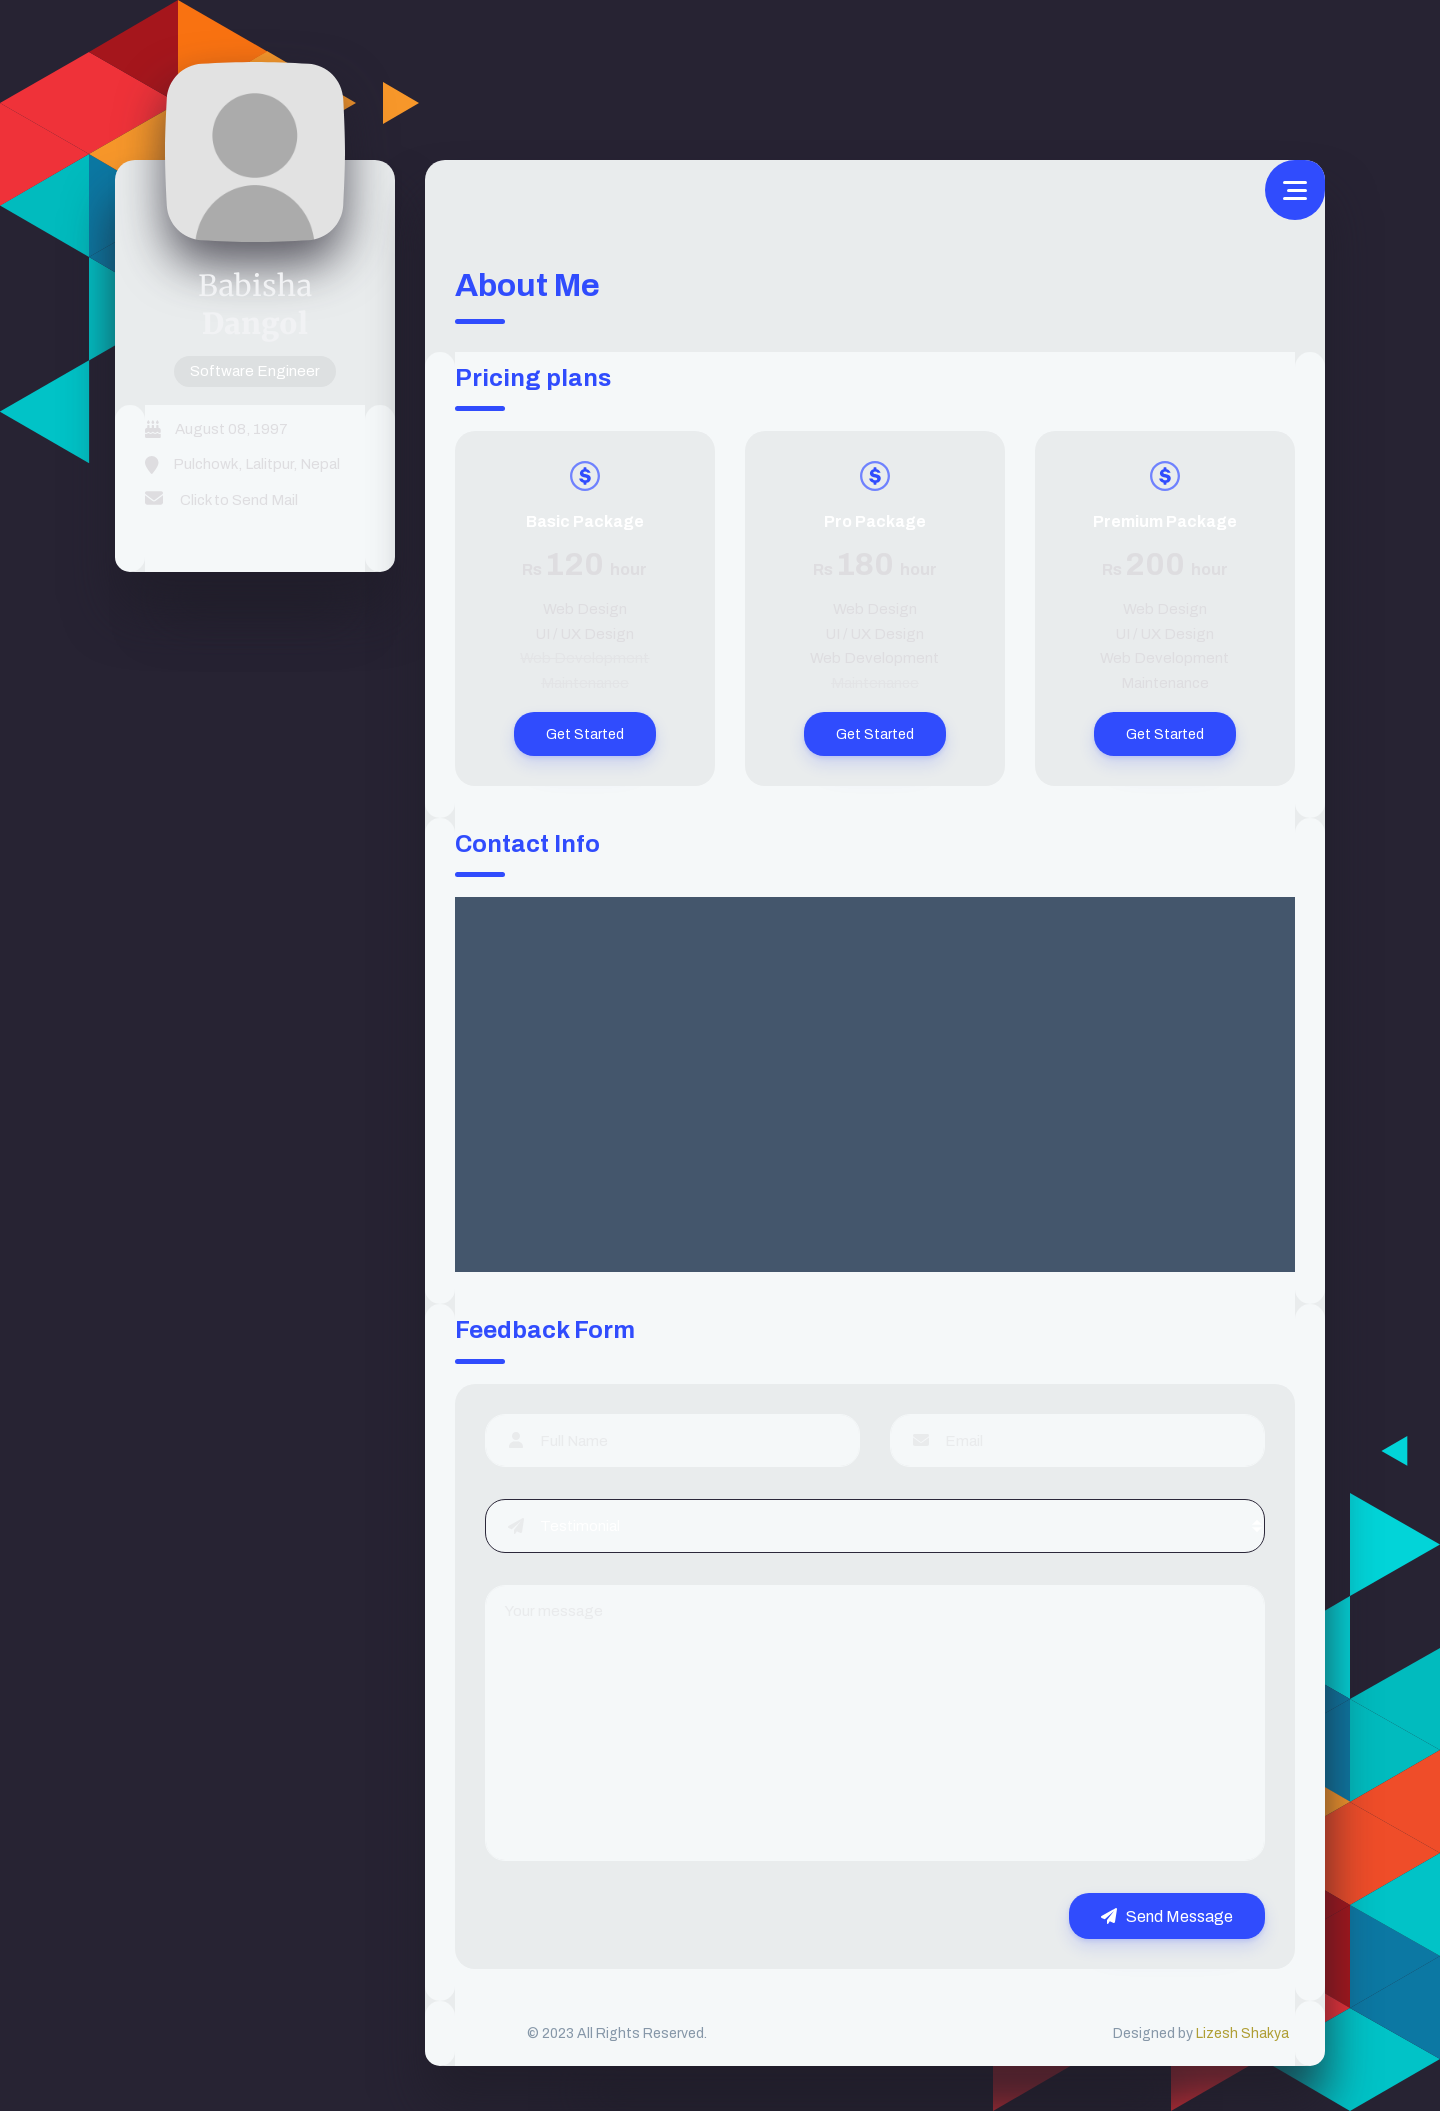 Babisha
Dangol
Software Engineer
August 08, 1997
Pulchowk, Lalitpur, Nepal
Click to Send Mail
About Me
Pricing plans
Basic Package
Rs 120 hour
Web Design
UI / UX Design
Web Development
Maintenance
Get Started
Pro Package
Rs 180 hour
Web Design
UI / UX Design
Web Development
Maintenance
Get Started
Premium Package
Rs 200 hour
Web Design
UI / UX Design
Web Development
Maintenance
Get Started
Contact Info
Feedback Form
Full Name
Email
Testimonial
Your message
Send Message
© 2023 All Rights Reserved.
Designed by Lizesh Shakya